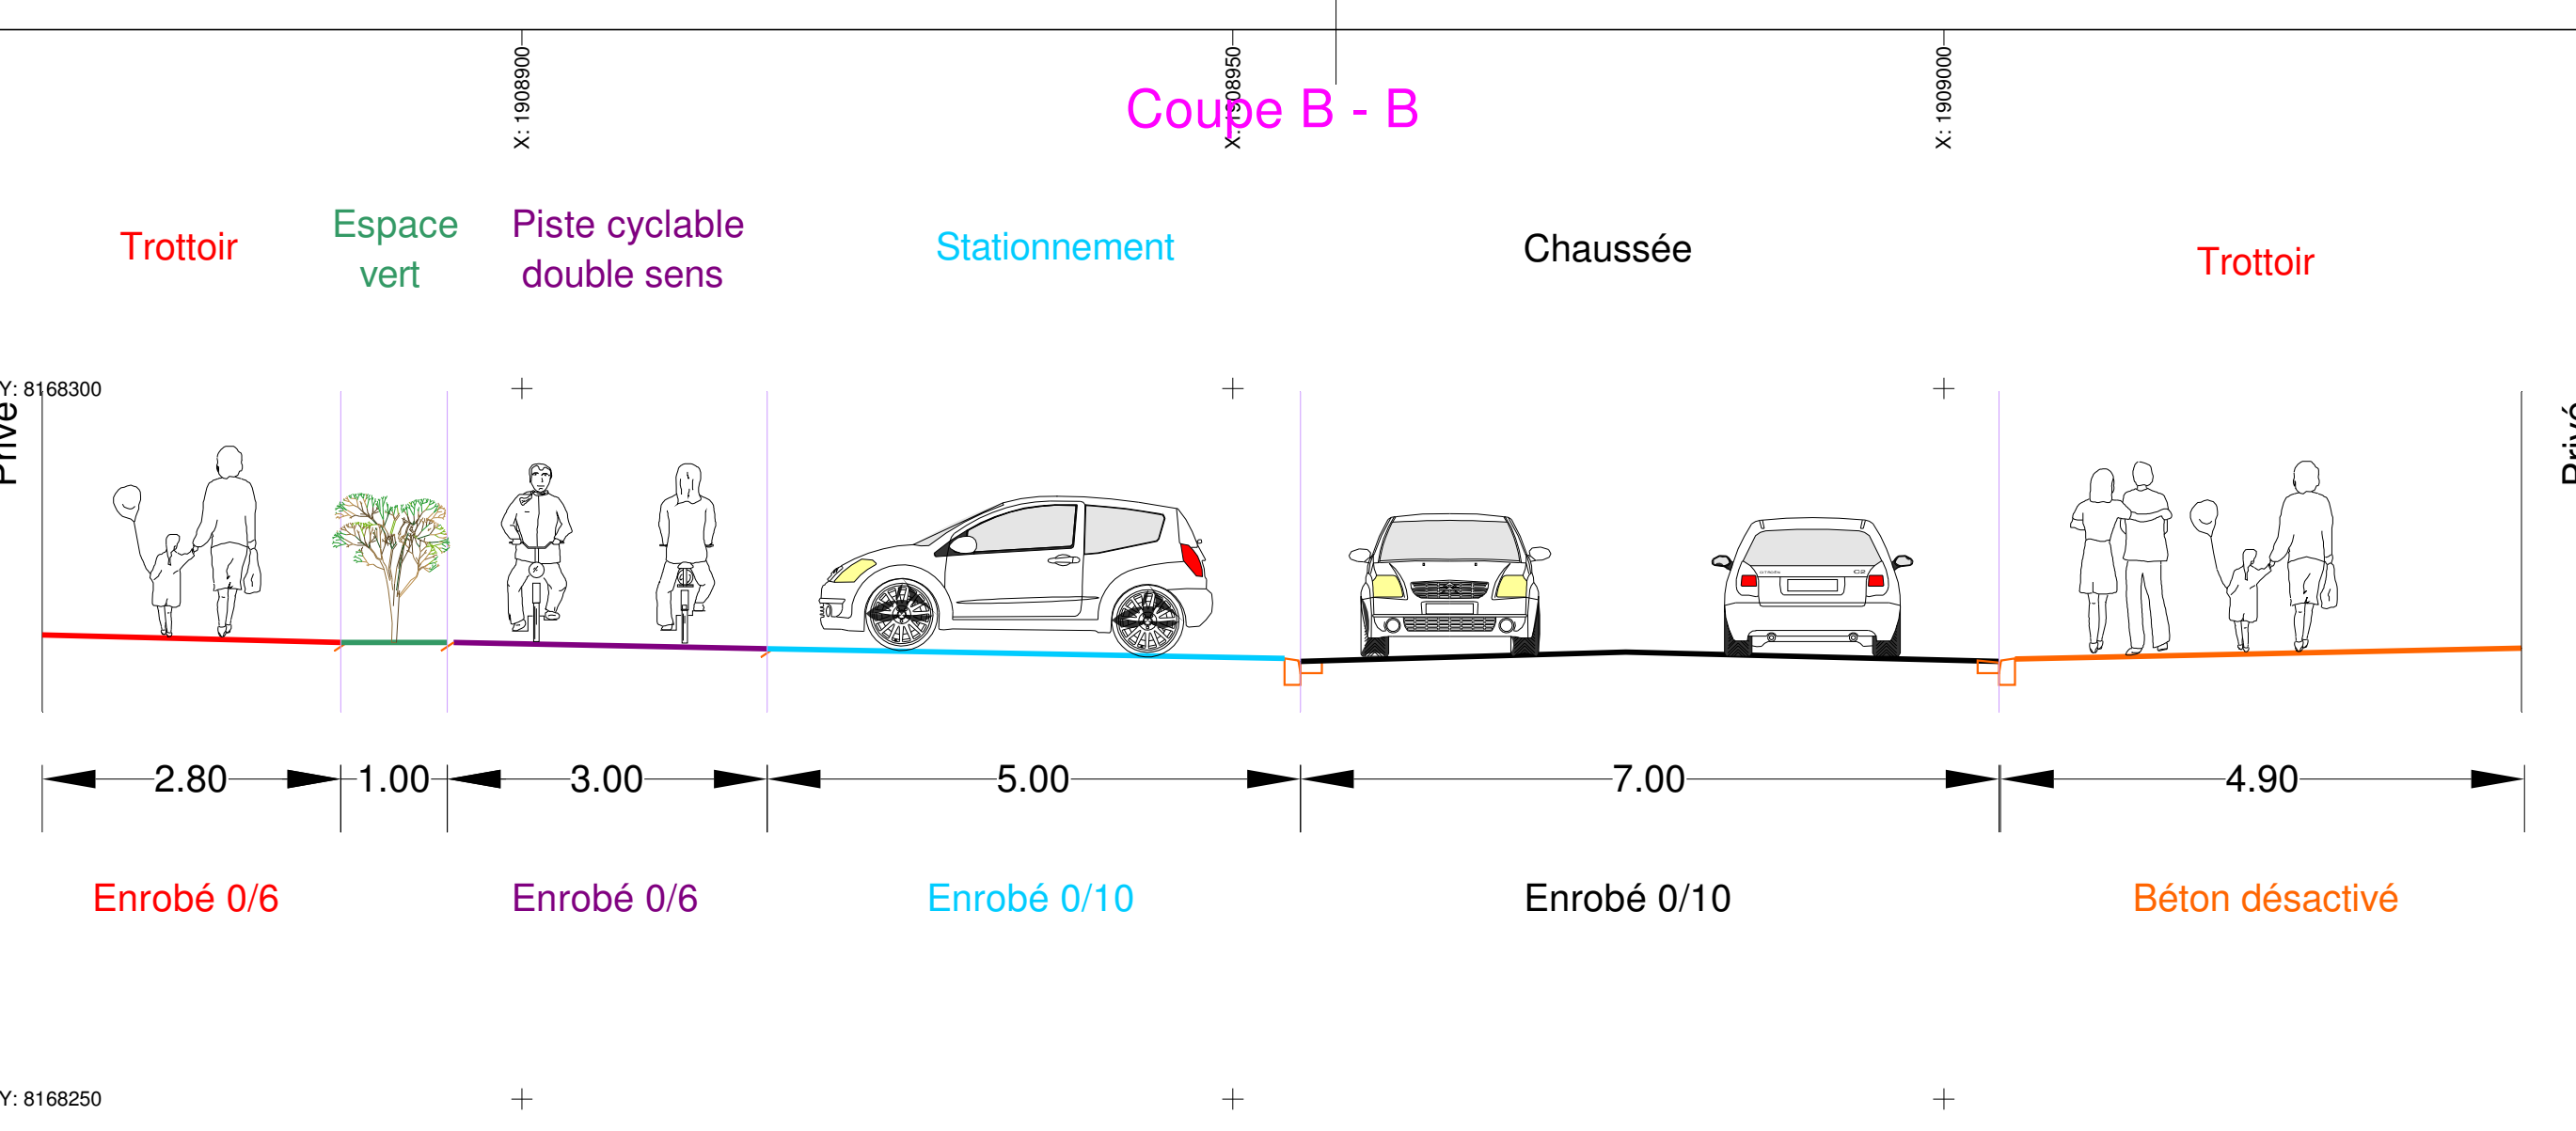 X: 1908900
X: 1908950
X: 1909000
Coupe B - B
Trottoir
Espace
vert
Piste cyclable
double sens
Stationnement
Chaussée
Trottoir
Y: 8168300
Privé
Privé
C2
2.80
1.00
3.00
5.00
7.00
4.90
Enrobé 0/6
Enrobé 0/6
Enrobé 0/10
Enrobé 0/10
Béton désactivé
Y: 8168250